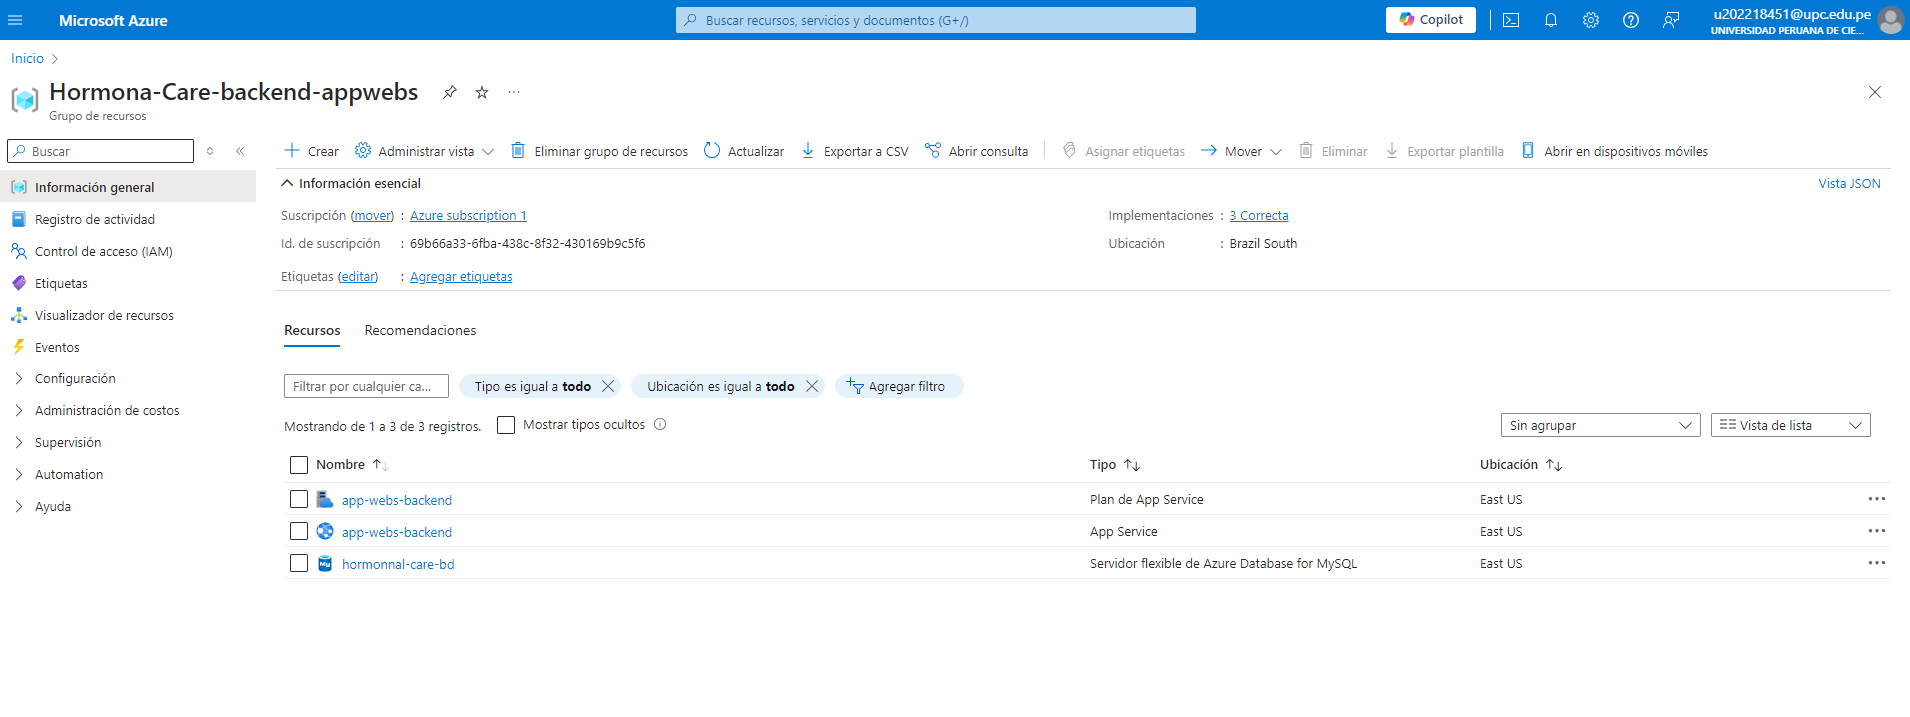 Microsoft Azure
Buscar recursos, servicios y documentos (G+/)
Copilot
u202218451@upc.edu.pe
UNIVERSIDAD PERUANA DE CIE...
Inicio
Hormona-Care-backend-appwebs
Grupo de recursos
Buscar
Información general
Registro de actividad
Control de acceso (IAM)
Etiquetas
Visualizador de recursos
Eventos
Configuración
Administración de costos
Supervisión
Automation
Ayuda
Crear Administrar vista Eliminar grupo de recursos Actualizar Exportar a CSV Abrir consulta Asignar etiquetas Mover Eliminar Exportar plantilla Abrir en dispositivos móviles
Información esencial Vista JSON
Suscripción (mover) : Azure subscription 1 Implementaciones : 3 Correcta
Id. de suscripción : 69b66a33-6fba-438c-8f32-430169b9c5f6 Ubicación : Brazil South
Etiquetas (editar) : Agregar etiquetas
Recursos Recomendaciones
Filtrar por cualquier ca... Tipo es igual a todo Ubicación es igual a todo Agregar filtro
Mostrando de 1 a 3 de 3 registros. Mostrar tipos ocultos Sin agrupar Vista de lista
Nombre Tipo Ubicación
app-webs-backend Plan de App Service East US
app-webs-backend App Service East US
hormonnal-care-bd Servidor flexible de Azure Database for MySQL East US